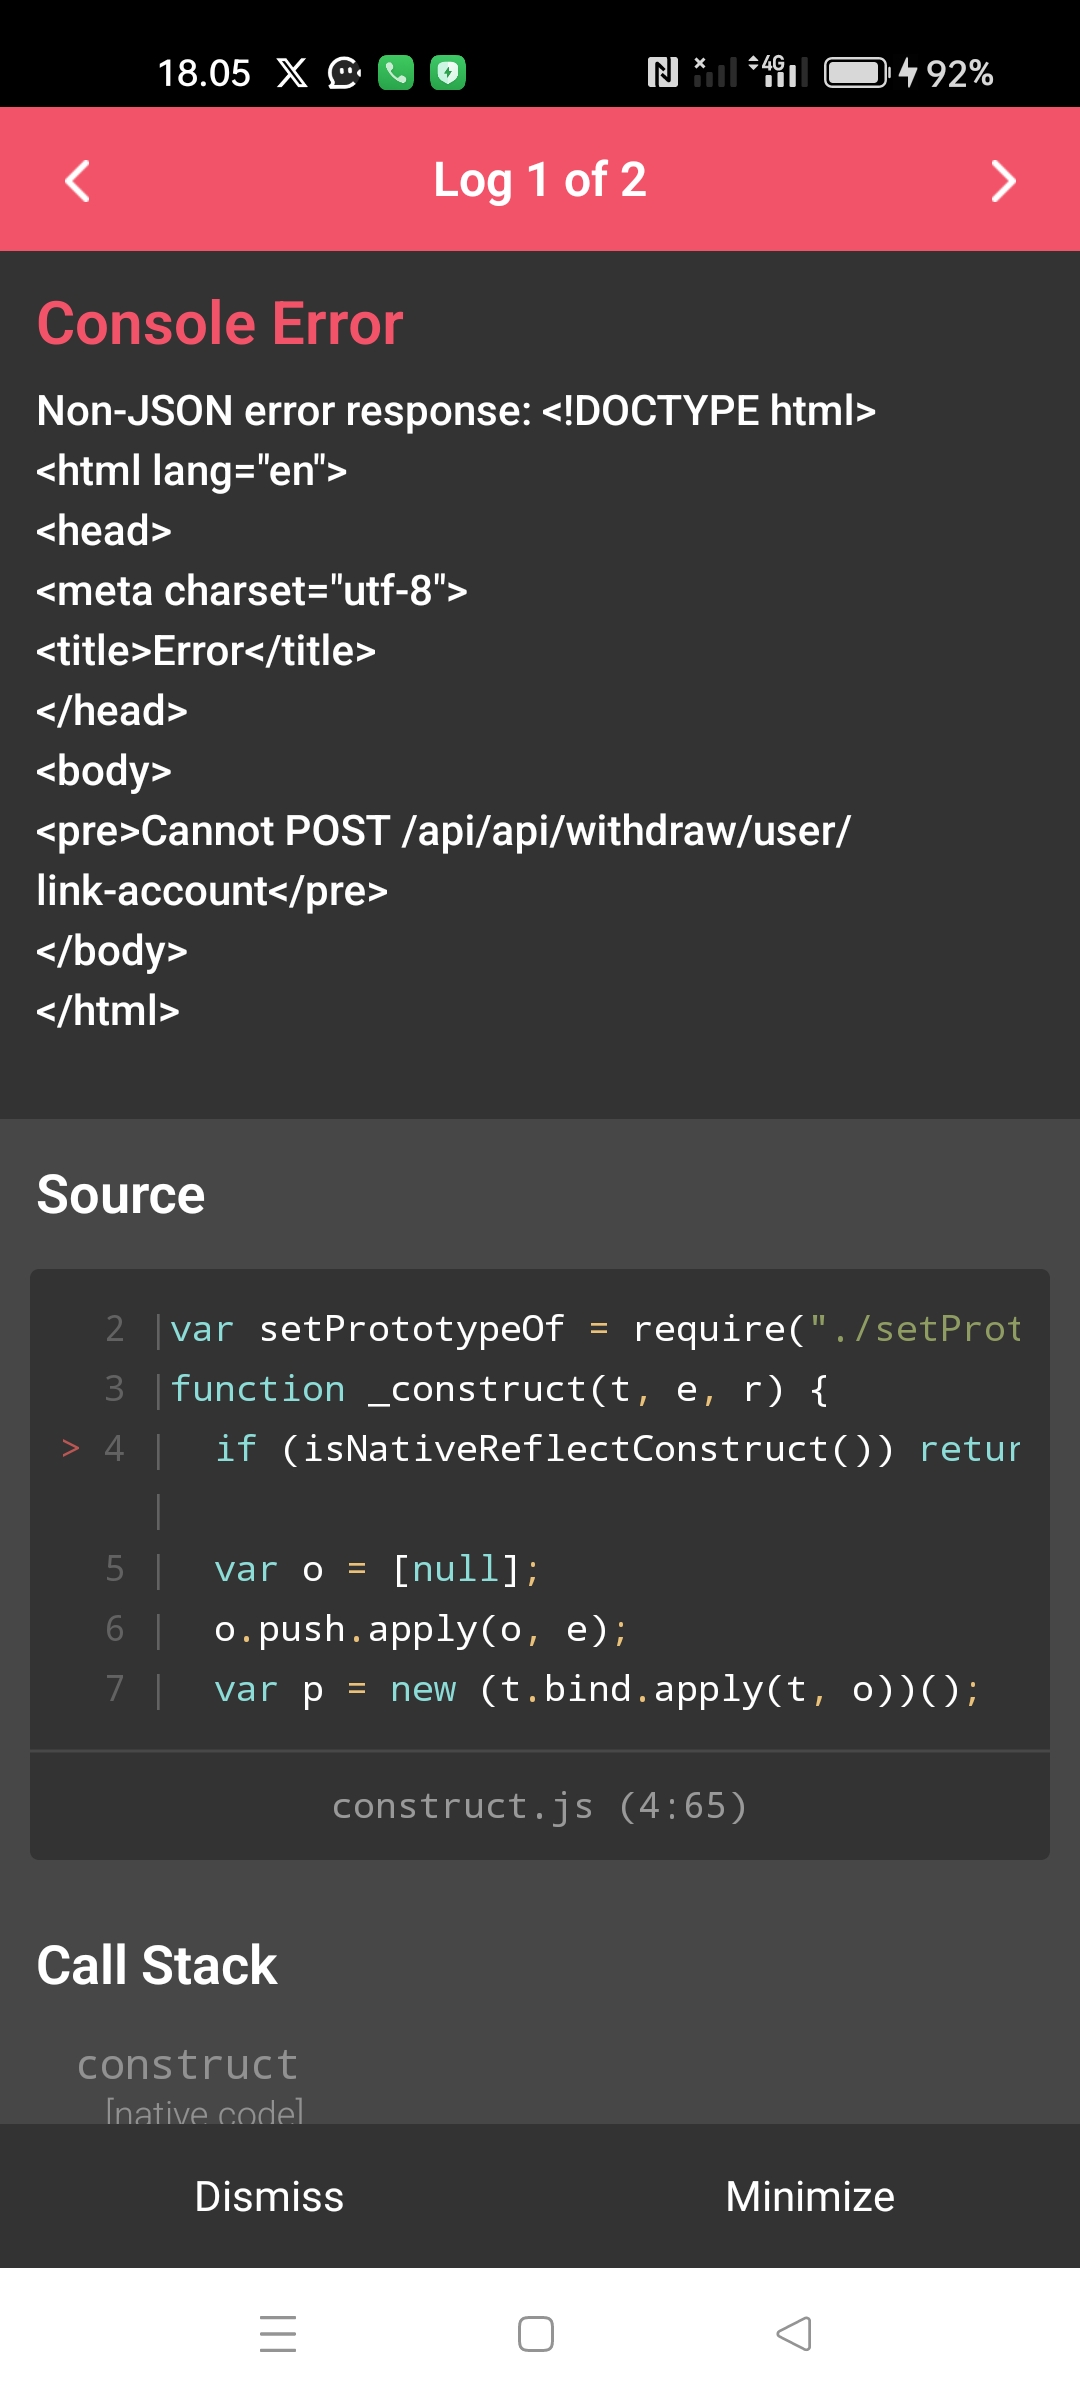 18.05 4G 92%
Log 1 of 2
Console Error
Non-JSON error response: <!DOCTYPE html>
<html lang="en">
<head>
<meta charset="utf-8">
<title>Error</title>
</head>
<body>
<pre>Cannot POST /api/api/withdraw/user/
link-account</pre>
</body>
</html>
Source
2 |var setPrototypeOf = require("./setProt
3 |function _construct(t, e, r) {
> 4 |  if (isNativeReflectConstruct()) retur
|
5 |  var o = [null];
6 |  o.push.apply(o, e);
7 |  var p = new (t.bind.apply(t, o))();
construct.js (4:65)
Call Stack
construct
[native code]
Dismiss Minimize